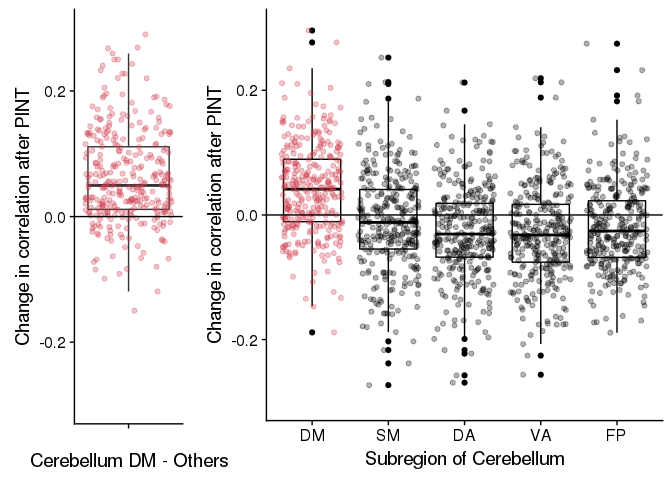 Change in correlation after PINT
0.2
0.0
-0.2
Cerebellum DM - Others
Change in correlation after PINT
0.2
0.0
-0.2
DM SM DA VA FP
Subregion of Cerebellum